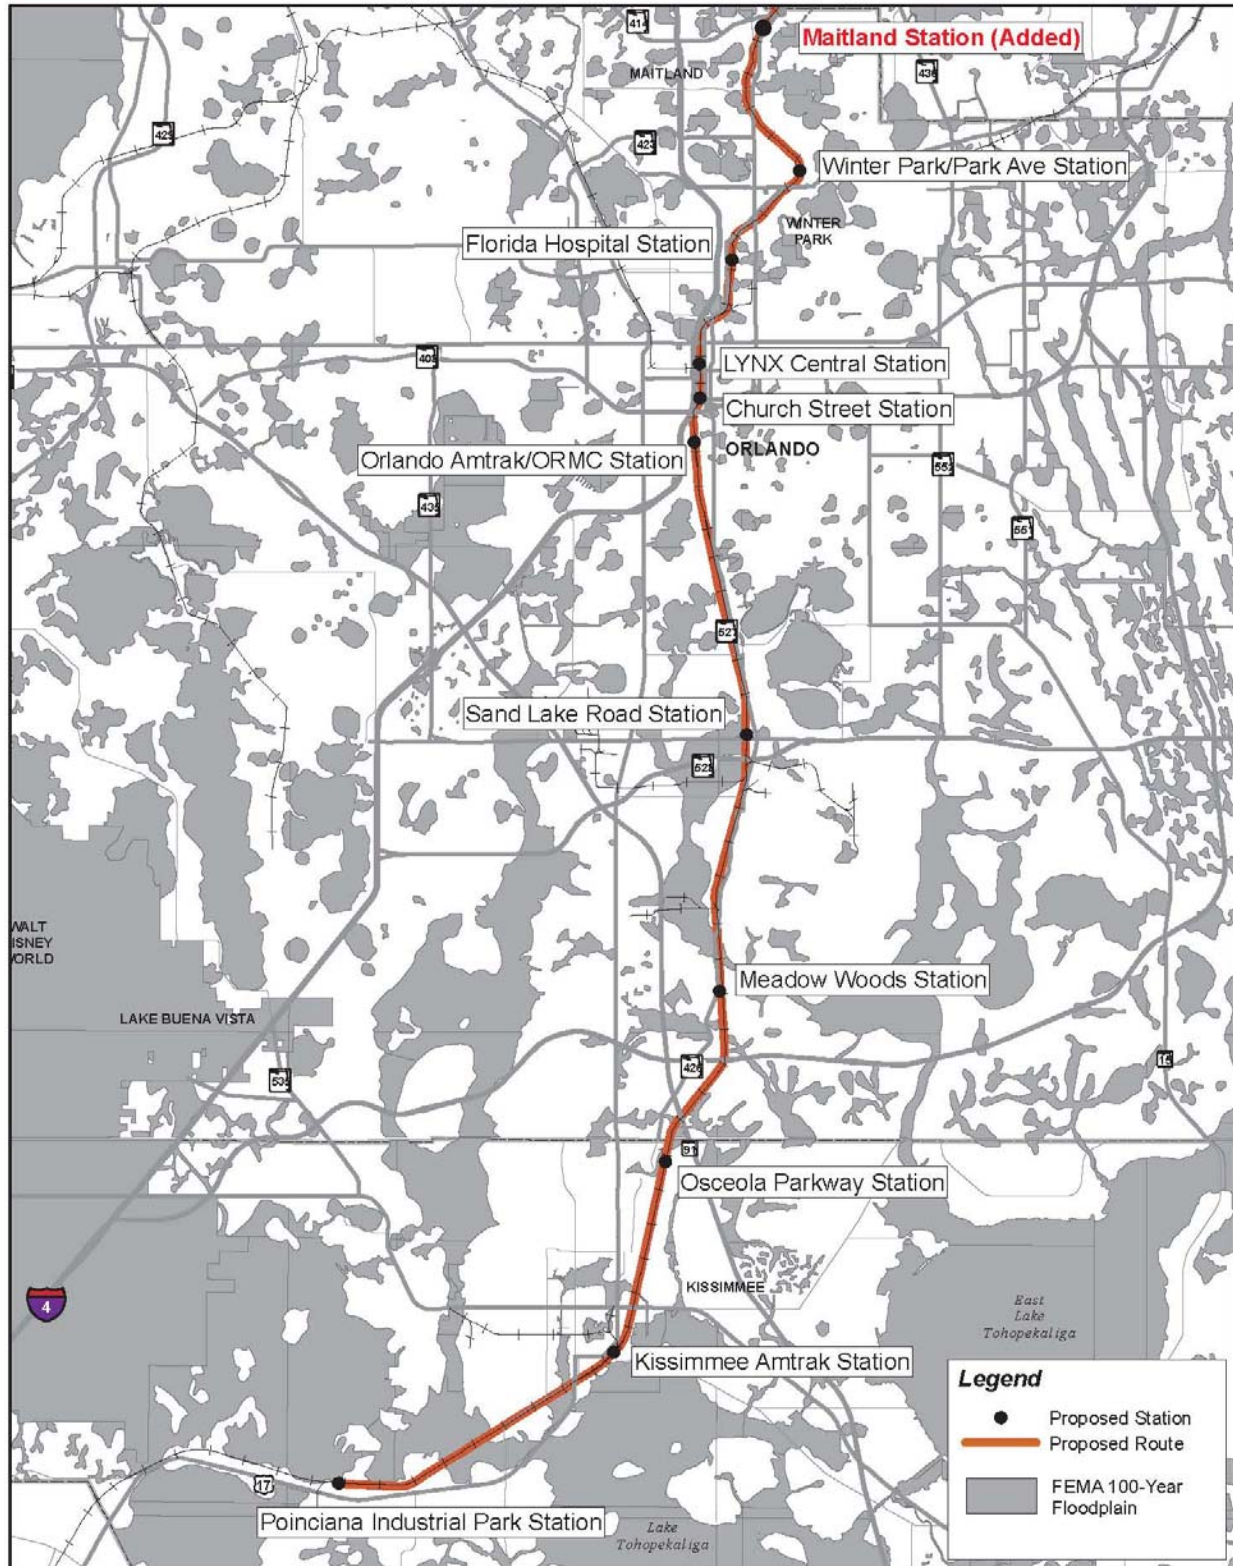 414
Maitland Station (Added)
MAITLAND
436
429
423
Winter Park/Park Ave Station
WINTER
PARK
Florida Hospital Station
408
LYNX Central Station
Church Street Station
ORLANDO
Orlando Amtrak/ORMC Station
552
435
551
527
Sand Lake Road Station
528
WALT
DISNEY
WORLD
Meadow Woods Station
LAKE BUENA VISTA
15
535
91
Osceola Parkway Station
KISSIMMEE
4
East
Lake
Tohopekaliga
Kissimmee Amtrak Station
Legend
Proposed Station
Proposed Route
FEMA 100-Year
Floodplain
17
Poinciana Industrial Park Station
Lake
Tohopekaliga